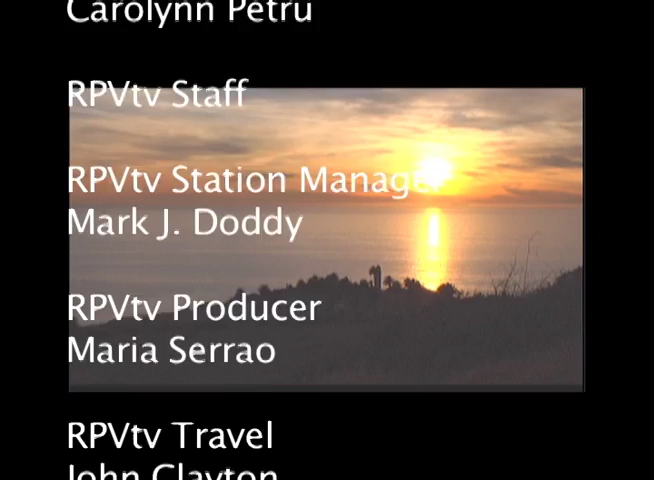 Carolynn Petru
RPVtv Staff
RPVtv Station Manager
Mark J. Doddy
RPVtv Producer
Maria Serrao
RPVtv Travel
John Clayton